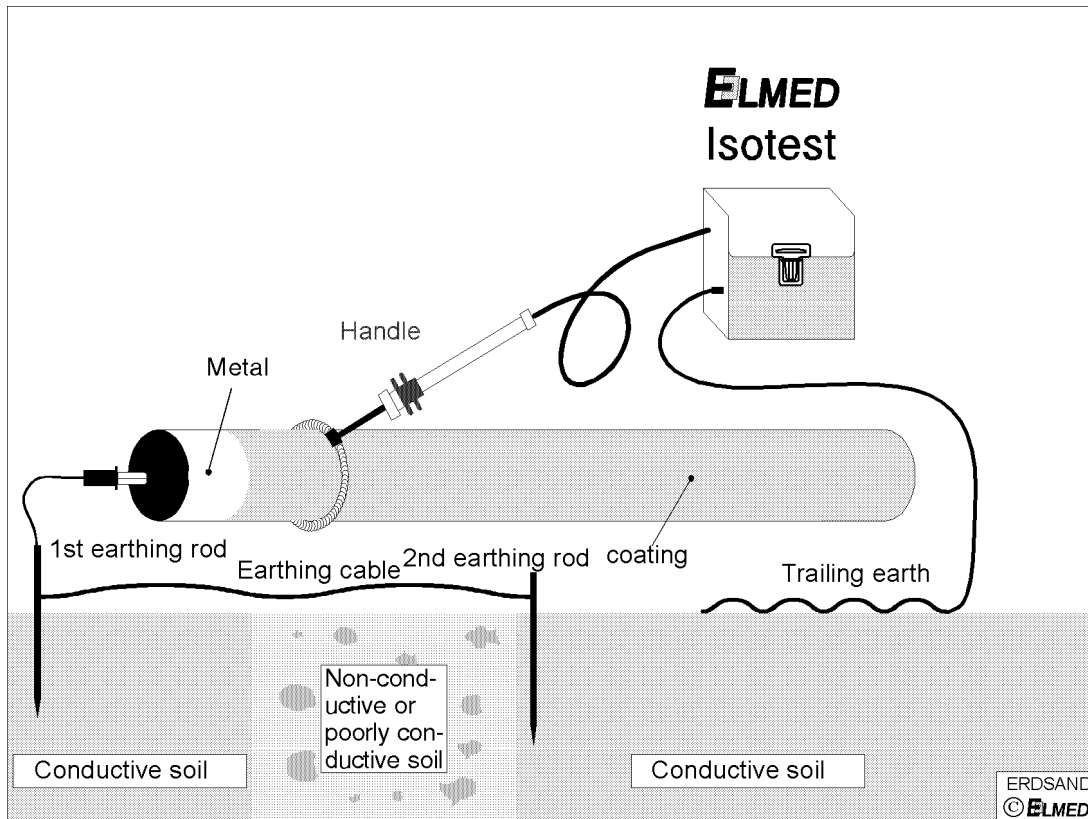 ELMED
Isotest
Handle
Metal
1st earthing rod
Earthing cable
2nd earthing rod
coating
Trailing earth
Non-cond-
uctive or
poorly con-
ductive soil
Conductive soil
Conductive soil
ERDSAND
© ELMED